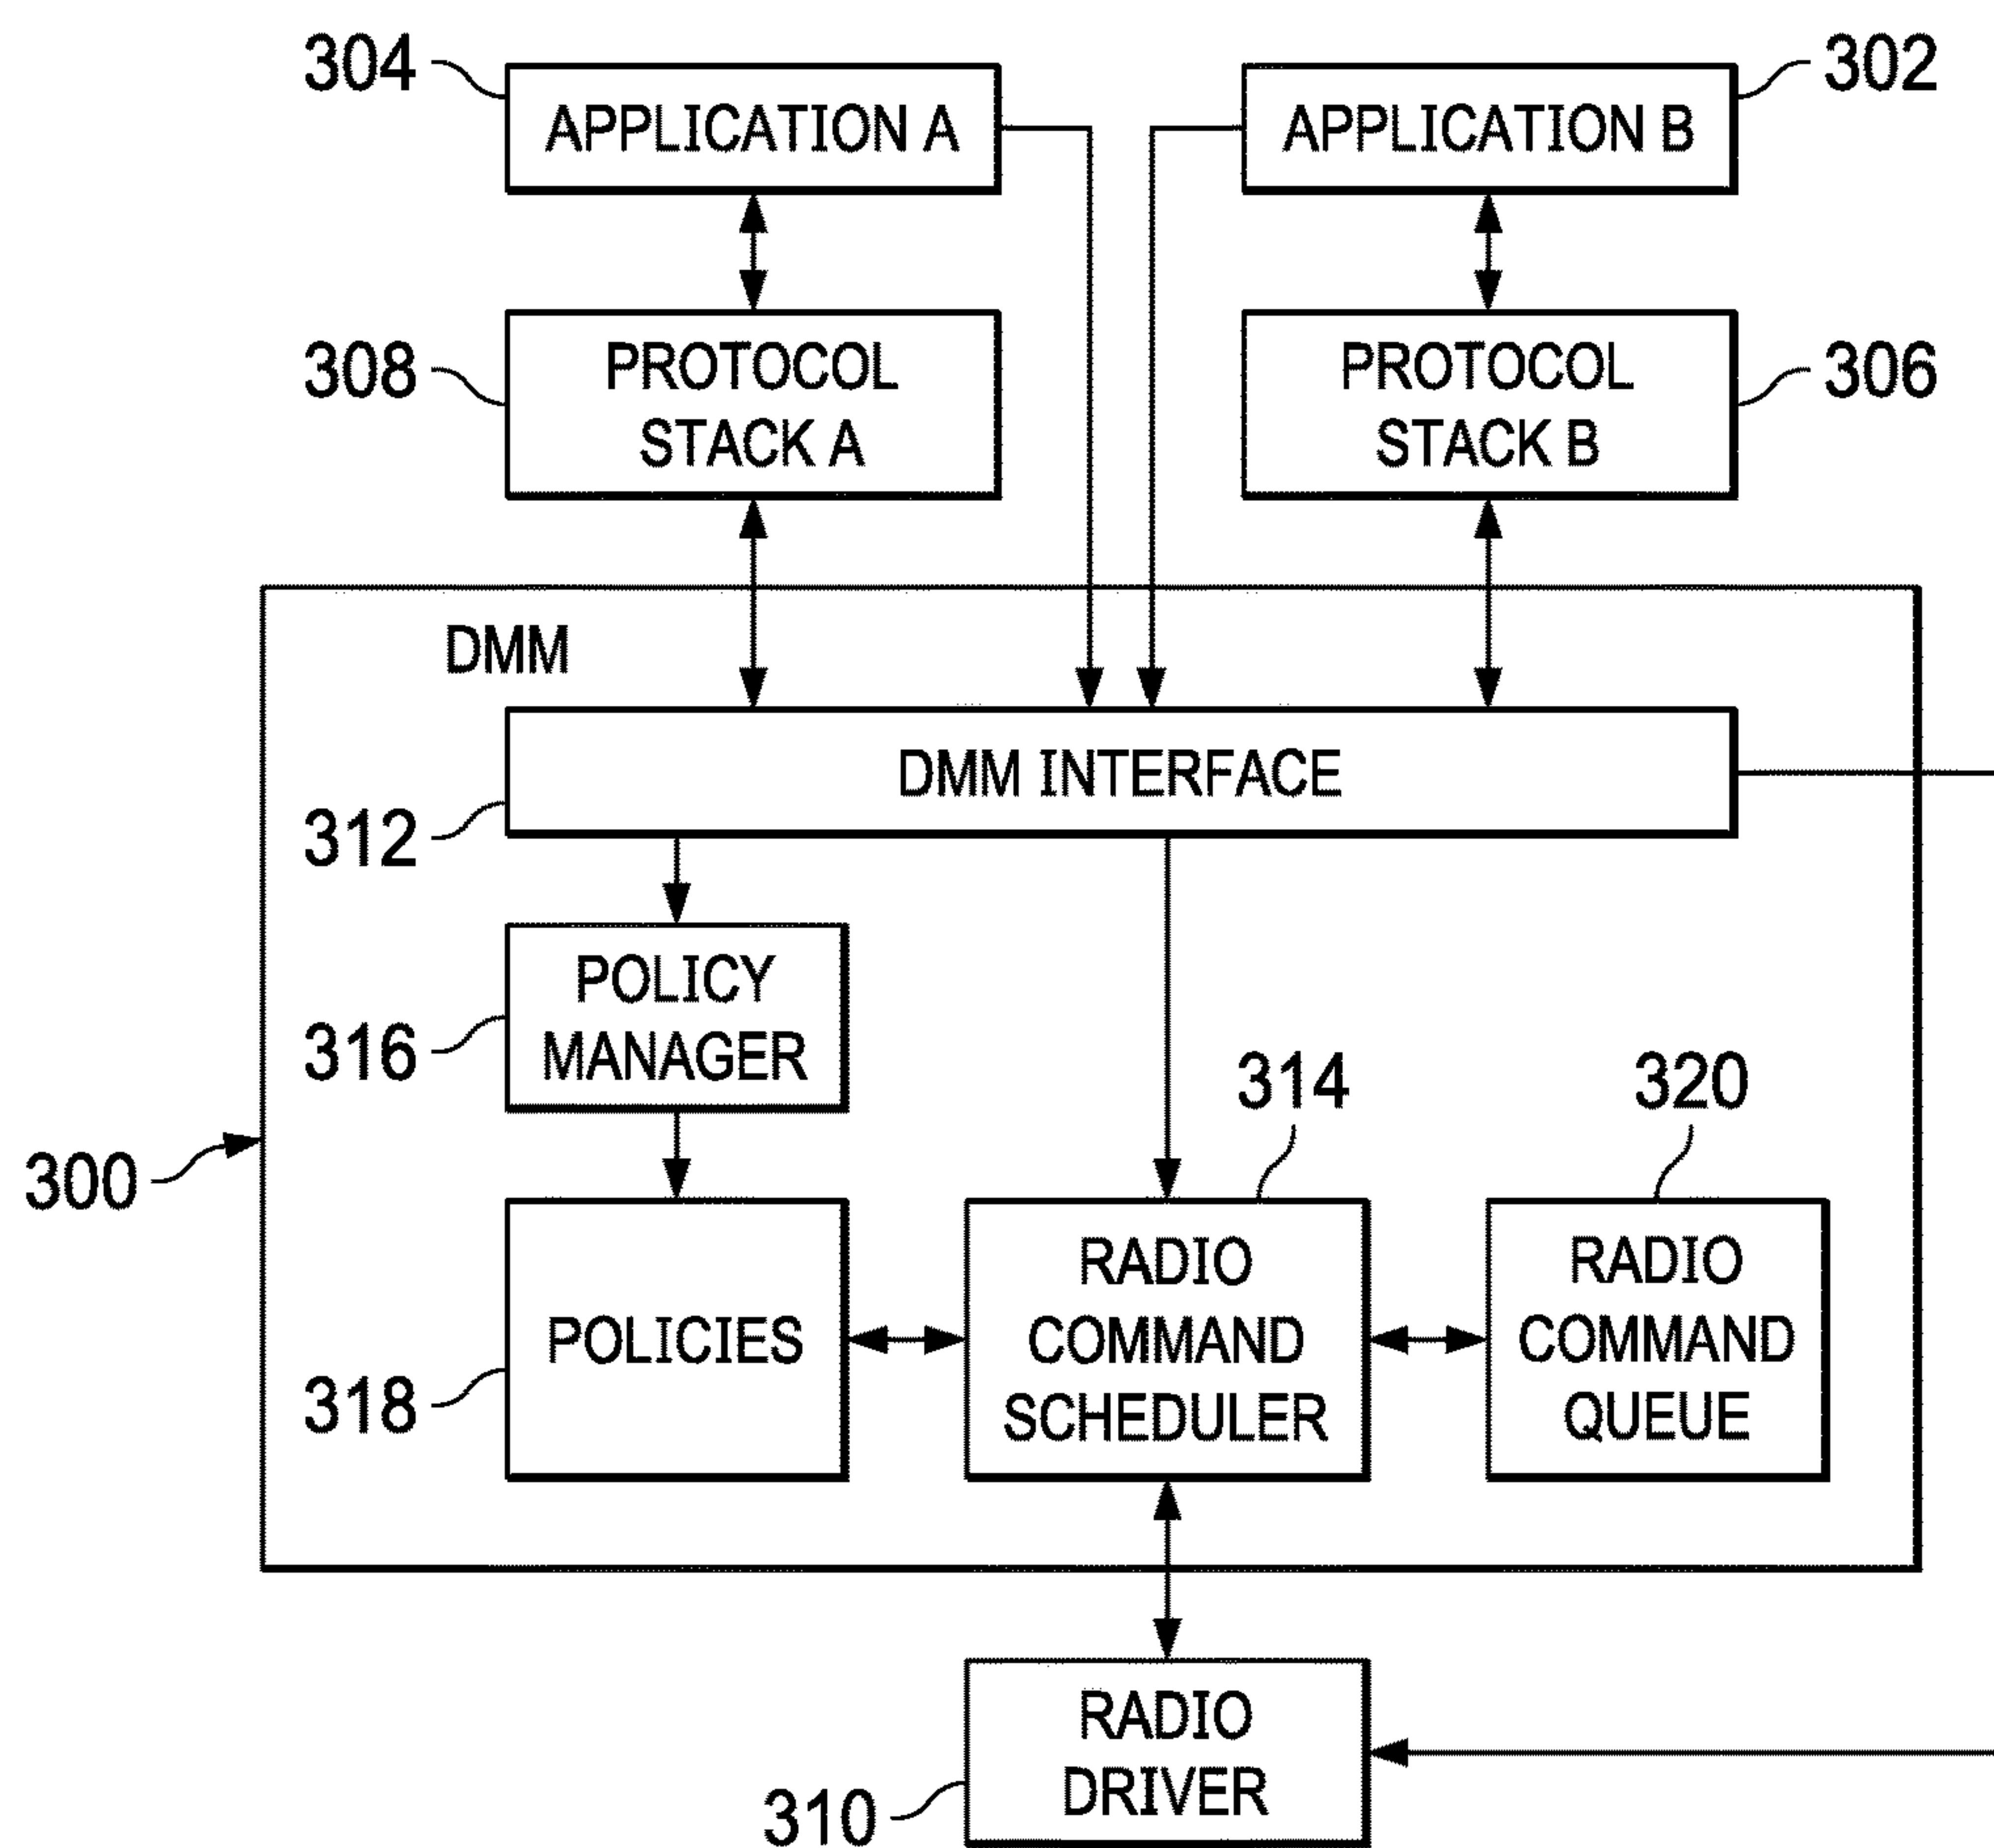 304
APPLICATION A
APPLICATION B
302
308
PROTOCOL
STACK A
PROTOCOL
STACK B
306
DMM
DMM INTERFACE
312
POLICY
MANAGER
316
314
320
300
POLICIES
318
RADIO
COMMAND
SCHEDULER
RADIO
COMMAND
QUEUE
RADIO
DRIVER
310